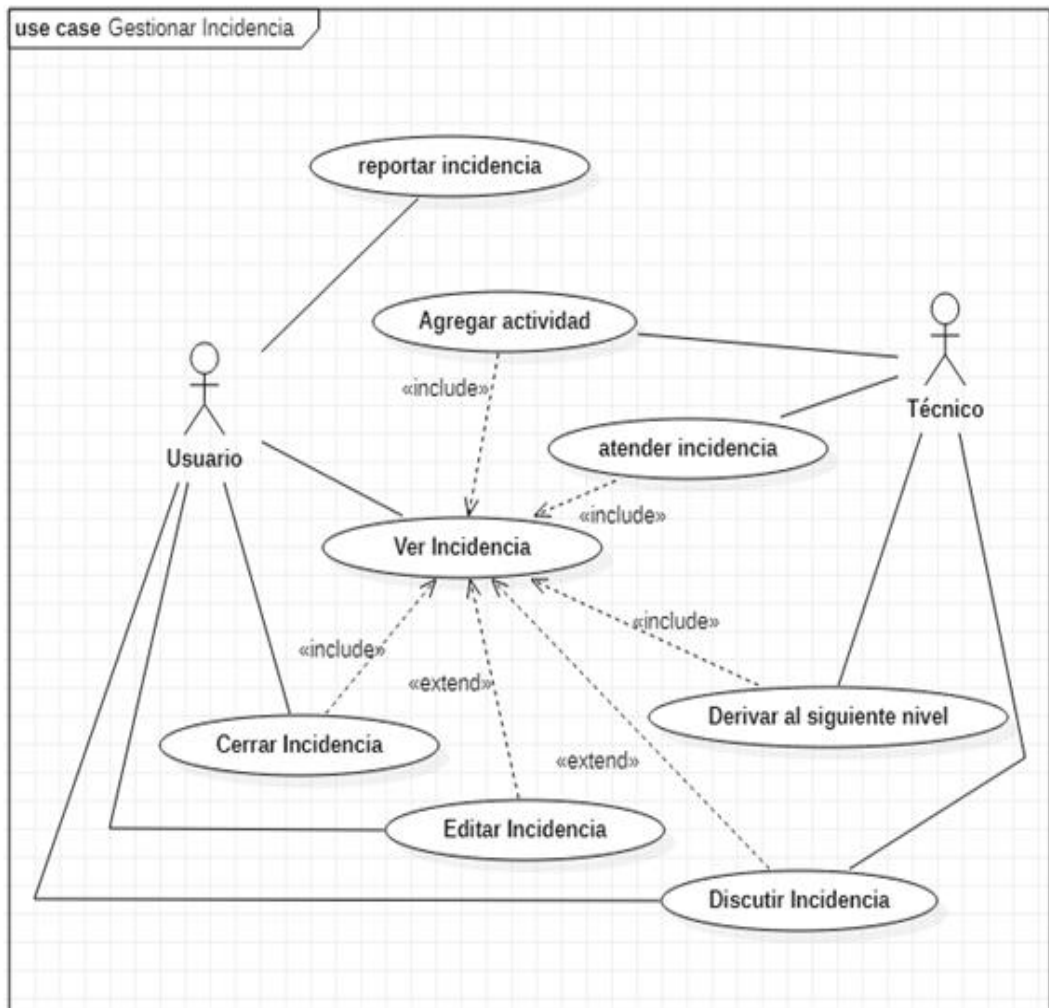 use case Gestionar Incidencia
reportar incidencia
Agregar actividad
«include»
Técnico
atender incidencia
Usuario
«include»
Ver Incidencia
«include»
«include»
«extend»
Derivar al siguiente nivel
Cerrar Incidencia
«extend»
Editar Incidencia
Discutir Incidencia